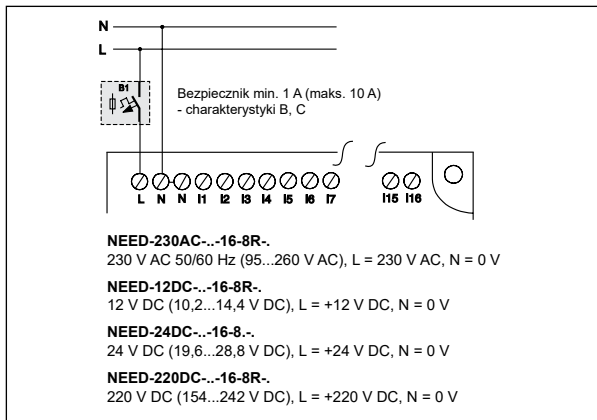 N
L
B1
Bezpiecznik min. 1 A (maks. 10 A)
- charakterystyki B, C
L N N I1 I2 I3 I4 I5 I6 I7 I15 I16
NEED-230AC-..-16-8R-.
230 V AC 50/60 Hz (95...260 V AC), L = 230 V AC, N = 0 V
NEED-12DC-..-16-8R-.
12 V DC (10,2...14,4 V DC), L = +12 V DC, N = 0 V
NEED-24DC-..-16-8.-.
24 V DC (19,6...28,8 V DC), L = +24 V DC, N = 0 V
NEED-220DC-..-16-8R-.
220 V DC (154...242 V DC), L = +220 V DC, N = 0 V